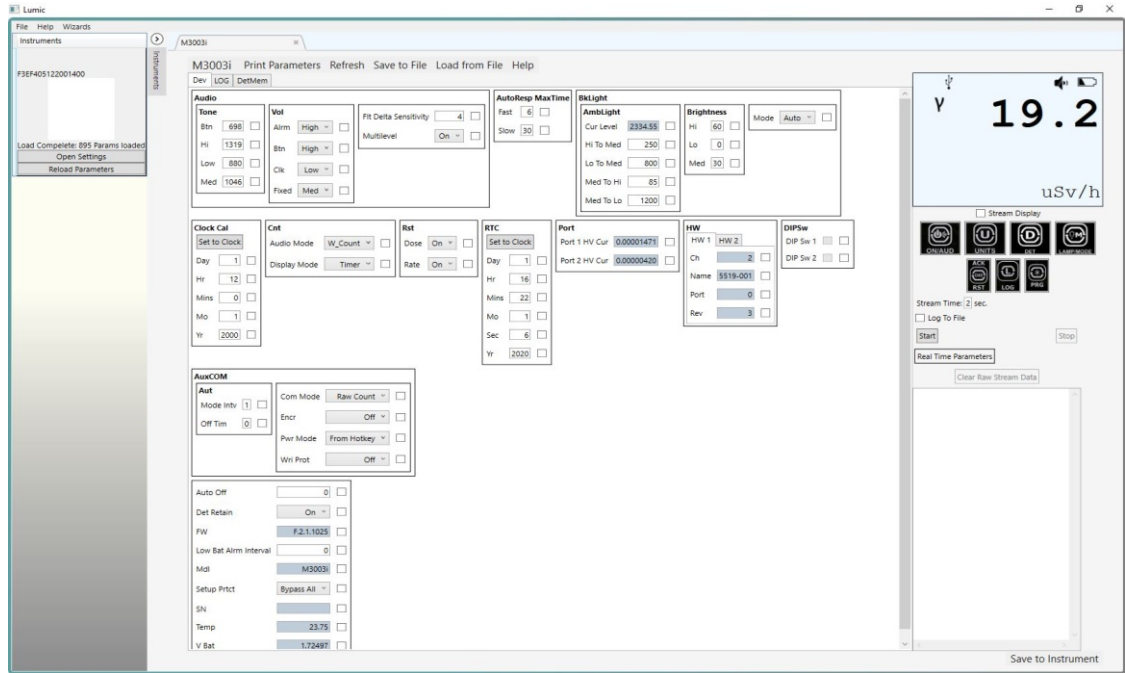 Lumic
File Help Wizards
Instruments
F3EF405122001400
Load Compelete: 895 Params loaded
Open Settings
Reload Parameters
Instruments
M3003i
M3003i Print Parameters Refresh Save to File Load from File Help
Dev LOG DetMem
Audio
Tone
Btn 698
Hi 1319
Low 880
Med 1046
Vol
Alrm High
Btn High
Clk Low
Fixed Med
Flt Delta Sensitivity 4
Multilevel On
AutoResp MaxTime
Fast 6
Slow 30
BkLight
AmbLight
Cur Level 2334.55
Hi To Med 250
Lo To Med 800
Med To Hi 85
Med To Lo 1200
Brightness
Hi 60
Lo 0
Med 30
Mode Auto
Clock Cal
Set to Clock
Day 1
Hr 12
Mins 0
Mo 1
Yr 2000
Cnt
Audio Mode W_Count
Display Mode Timer
Rst
Dose On
Rate On
RTC
Set to Clock
Day 1
Hr 16
Mins 22
Mo 1
Sec 6
Yr 2020
Port
Port 1 HV Cur 0.00001471
Port 2 HV Cur 0.00000420
HW
HW 1 HW 2
Ch 2
Name 5519-001
Port 0
Rev 3
DIPSw
DIP Sw 1
DIP Sw 2
AuxCOM
Aut
Mode Intv 1
Off Tim 0
Com Mode Raw Count
Encr Off
Pwr Mode From Hotkey
Wri Prot Off
Auto Off 0
Det Retain On
FW F.2.1.1025
Low Bat Alrm Interval 0
Mdl M3003i
Setup Prtct Bypass All
SN
Temp 23.75
V Bat 1.72497
γ
19.2
uSv/h
Stream Display
ON/AUD
U UNITS
D DET
M LAMP/MODE
ACK
RST
L LOG
PRG
Stream Time: 2 sec.
Log To File
Start Stop
Real Time Parameters
Clear Raw Stream Data
Save to Instrument